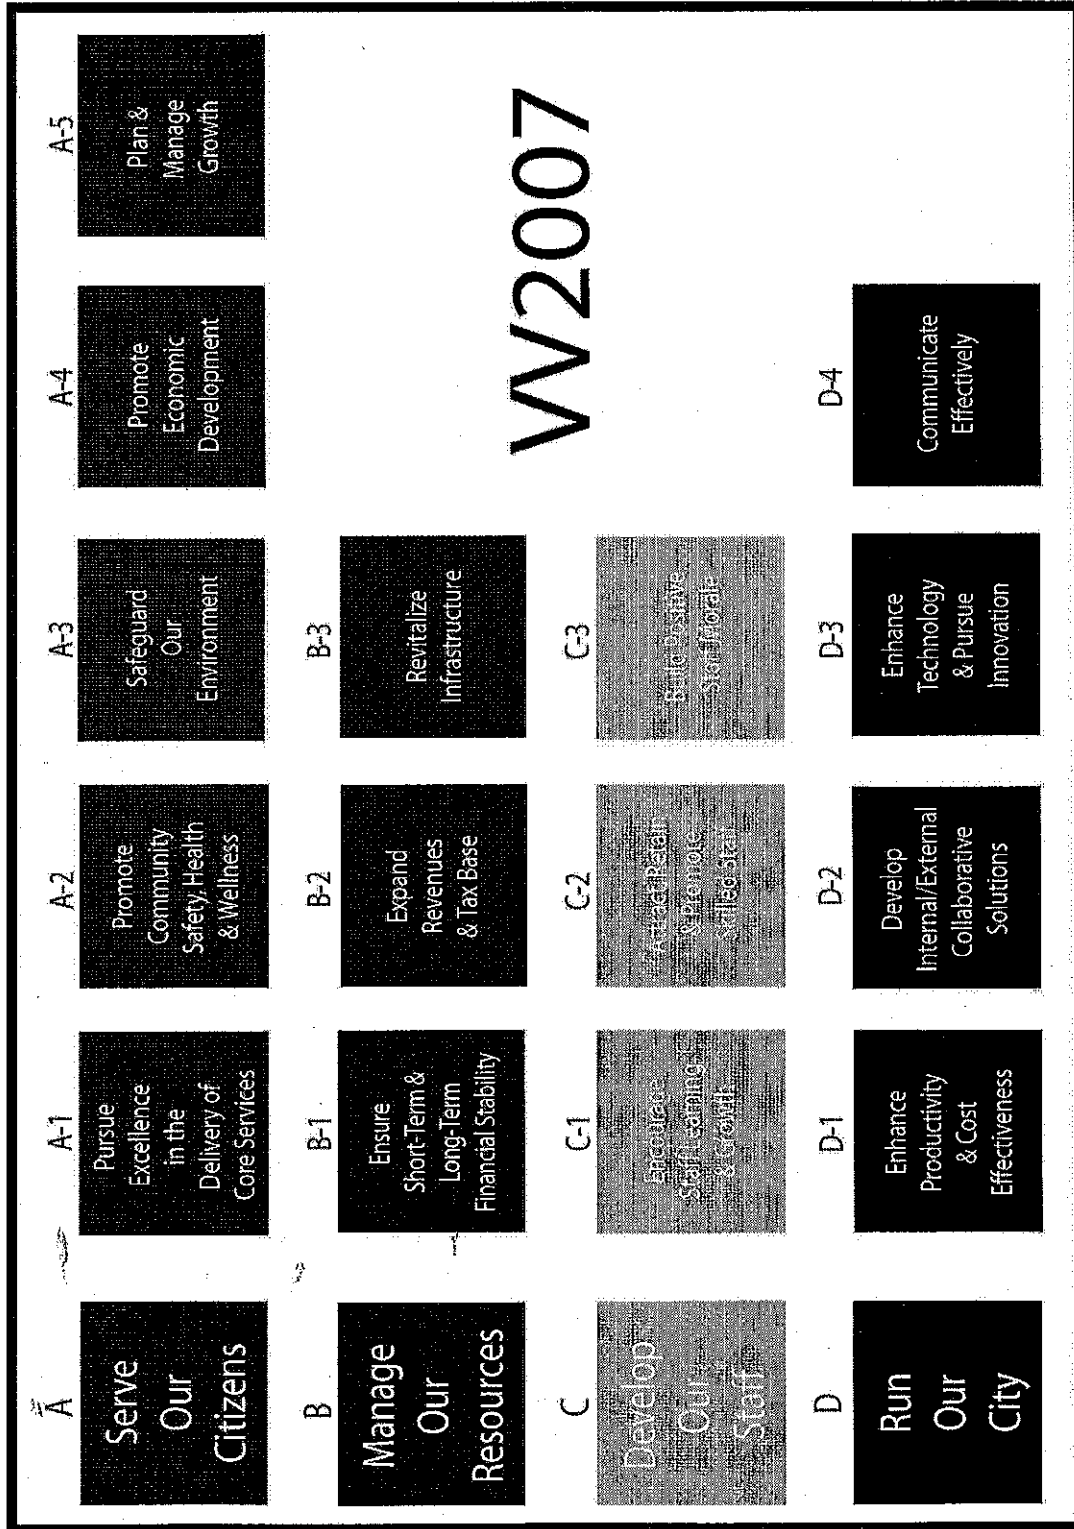 A
Serve
Our
Citizens
A-1
Pursue
Excellence
in the
Delivery of
Core Services
A-2
Promote
Community
Safety, Health
& Wellness
A-3
Safeguard
Our
Environment
A-4
Promote
Economic
Development
A-5
Plan &
Manage
Growth
B
Manage
Our
Resources
B-1
Ensure
Short-Term &
Long-Term
Financial Stability
B-2
Expand
Revenues
& Tax Base
B-3
Revitalize
Infrastructure
VV2007
C
Develop
Our
Staff
C-1
Encourage
Staff Learning
& Growth
C-2
Attract, Retain
& Promote
Skilled Staff
C-3
Build Positive
Staff Morale
D
Run
Our
City
D-1
Enhance
Productivity
& Cost
Effectiveness
D-2
Develop
Internal/External
Collaborative
Solutions
D-3
Enhance
Technology
& Pursue
Innovation
D-4
Communicate
Effectively